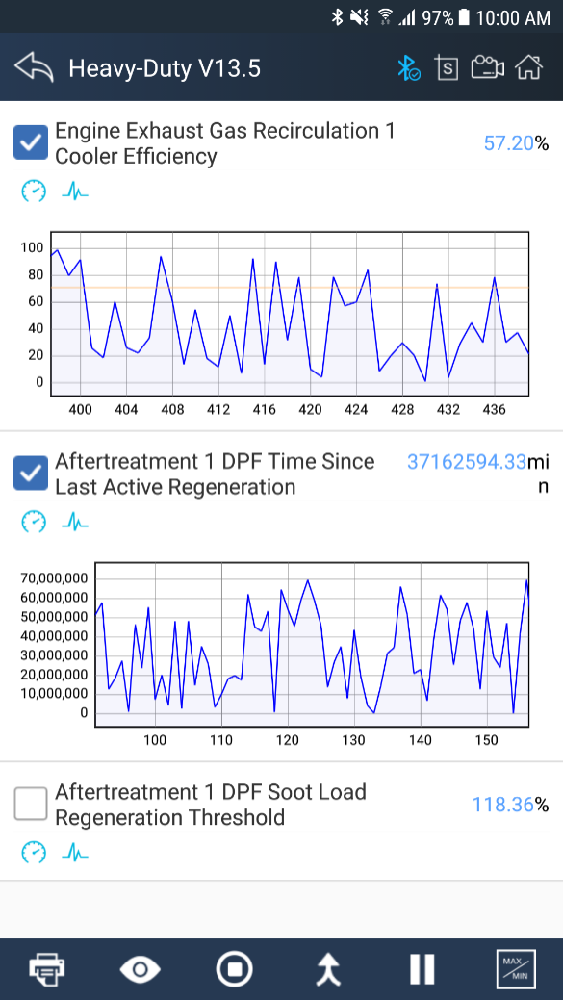 97% 10:00 AM
Heavy-Duty V13.5
S
Engine Exhaust Gas Recirculation 1
Cooler Efficiency
57.20%
100
80
60
40
20
0
400 404 408 412 416 420 424 428 432 436
Aftertreatment 1 DPF Time Since
Last Active Regeneration
37162594.33mi
n
70,000,000
60,000,000
50,000,000
40,000,000
30,000,000
20,000,000
10,000,000
0
100 110 120 130 140 150
Aftertreatment 1 DPF Soot Load
Regeneration Threshold
118.36%
MAX
MIN